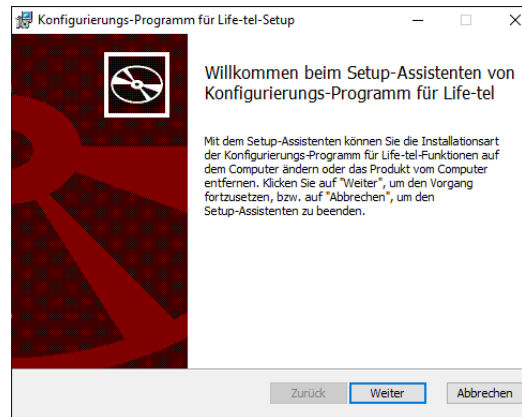 Konfigurierungs-Programm für Life-tel-Setup
Willkommen beim Setup-Assistenten von
Konfigurierungs-Programm für Life-tel
Mit dem Setup-Assistenten können Sie die Installationsart
der Konfigurierungs-Programm für Life-tel-Funktionen auf
dem Computer ändern oder das Produkt vom Computer
entfernen. Klicken Sie auf "Weiter", um den Vorgang
fortzusetzen, bzw. auf "Abbrechen", um den
Setup-Assistenten zu beenden.
Zurück Weiter Abbrechen